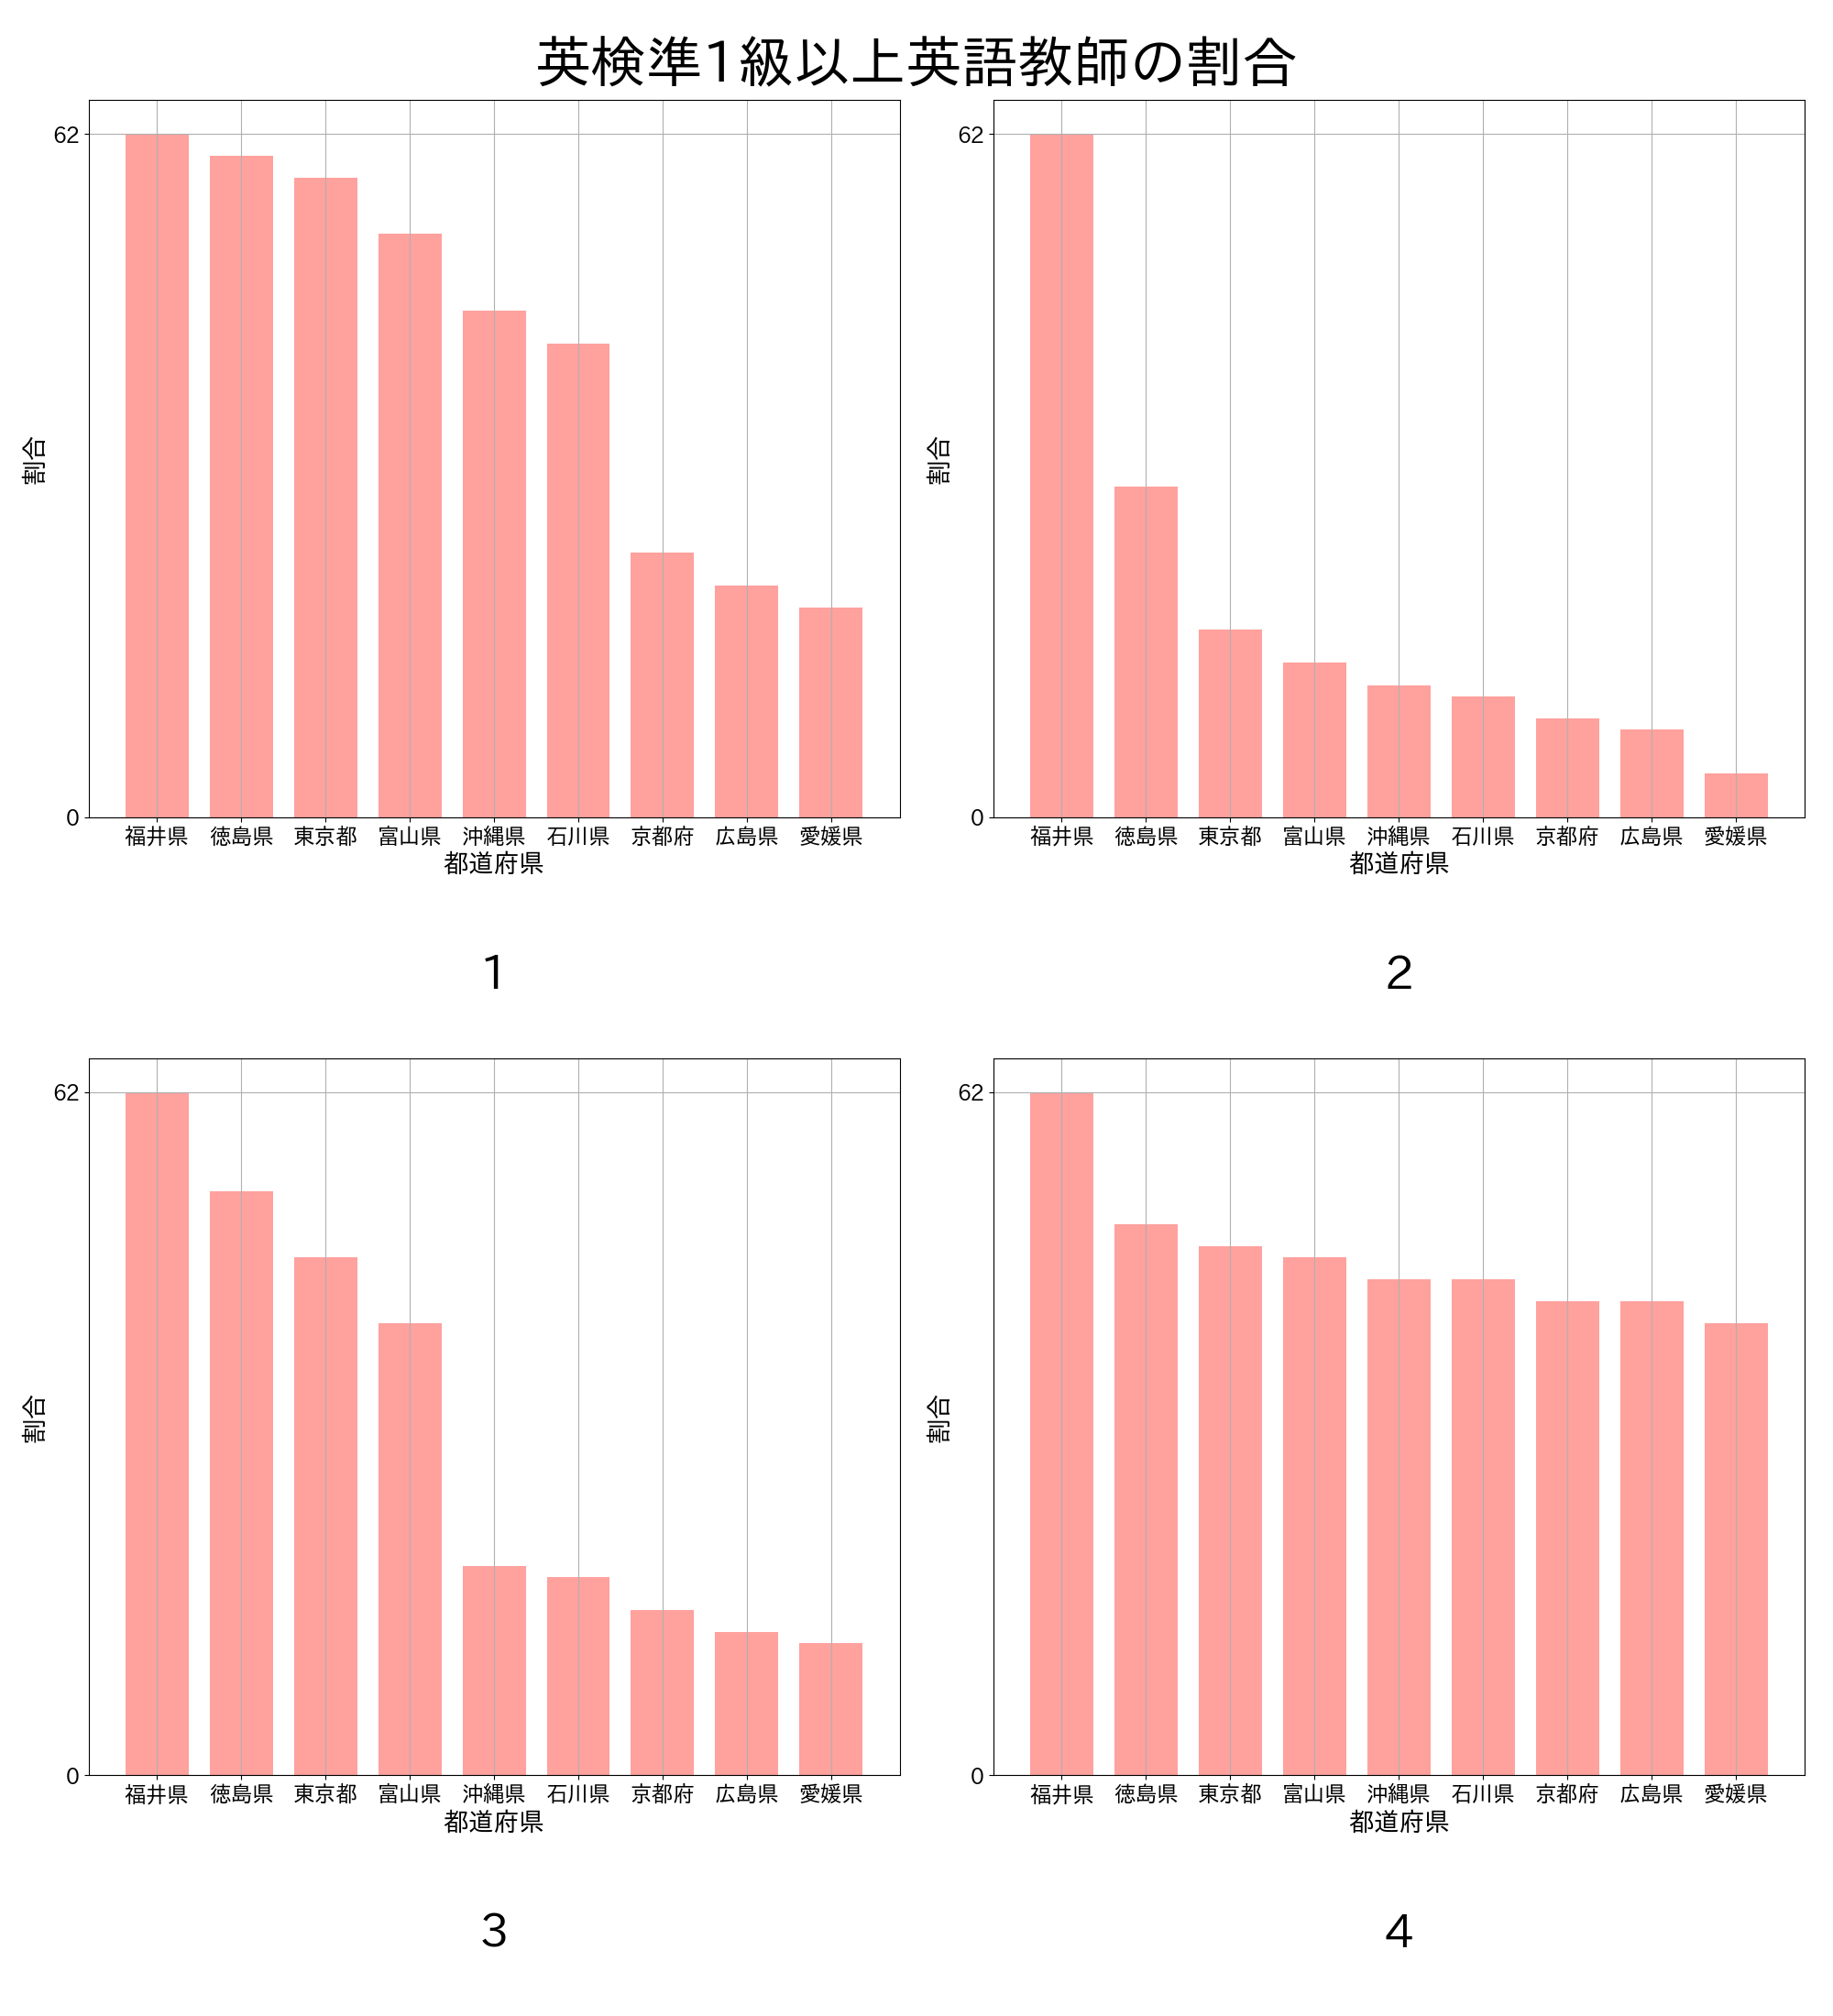 英検準1級以上英語教師の割合
62
0
割合
福井県 徳島県 東京都 富山県 沖縄県 石川県 京都府 広島県 愛媛県
都道府県
1
62
0
割合
福井県 徳島県 東京都 富山県 沖縄県 石川県 京都府 広島県 愛媛県
都道府県
2
62
0
割合
福井県 徳島県 東京都 富山県 沖縄県 石川県 京都府 広島県 愛媛県
都道府県
3
62
0
割合
福井県 徳島県 東京都 富山県 沖縄県 石川県 京都府 広島県 愛媛県
都道府県
4